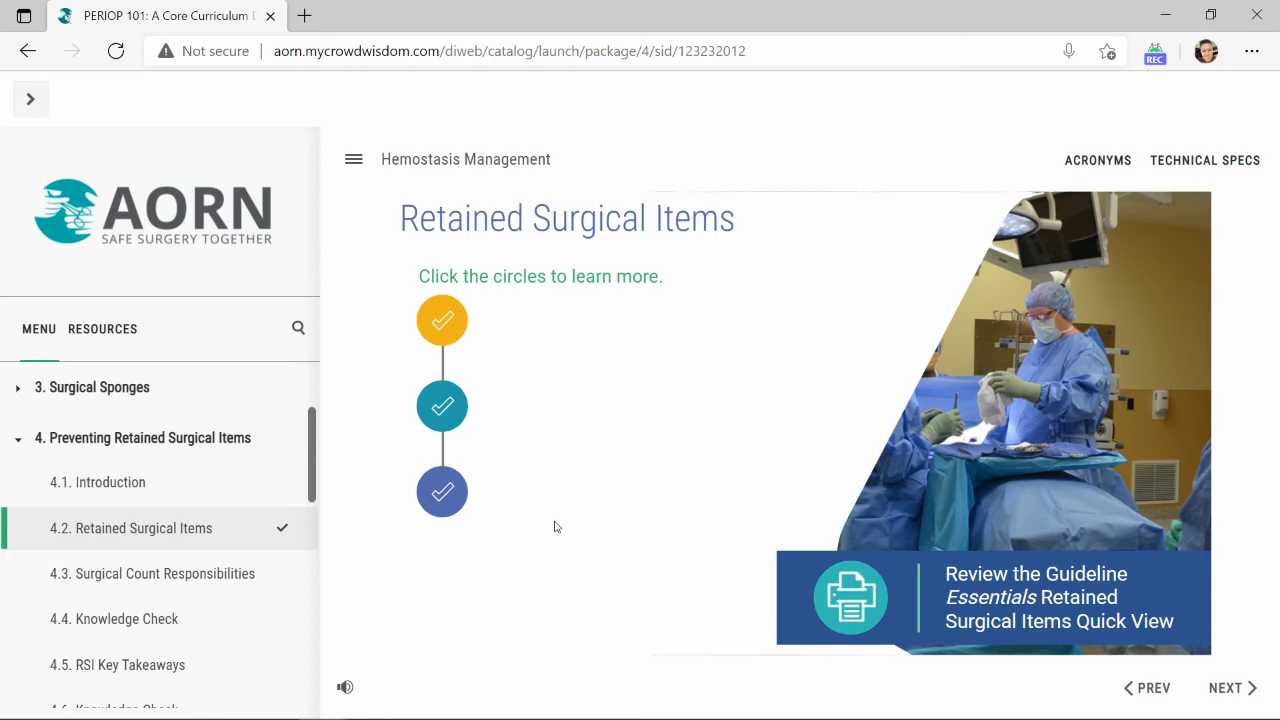 PERIOP 101: A Core Curriculum
REC
Not secure
aorn.mycrowdwisdom.com/diweb/catalog/launch/package/4/sid/123232012
AORN
SAFE SURGERY TOGETHER
MENU RESOURCES
3. Surgical Sponges
4. Preventing Retained Surgical Items
4.1. Introduction
4.2. Retained Surgical Items
4.3. Surgical Count Responsibilities
4.4. Knowledge Check
4.5. RSI Key Takeaways
Hemostasis Management
ACRONYMS TECHNICAL SPECS
Retained Surgical Items
Click the circles to learn more.
Review the Guideline
Essentials Retained
Surgical Items Quick View
PREV NEXT